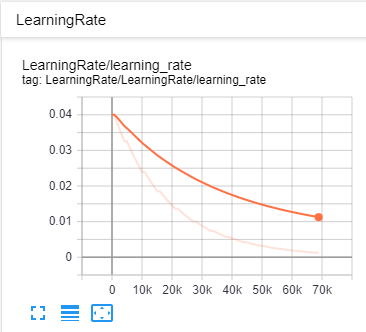 LearningRate
LearningRate/learning_rate
tag: LearningRate/LearningRate/learning_rate
0.04
0.03
0.02
0.01
0
0 10k 20k 30k 40k 50k 60k 70k